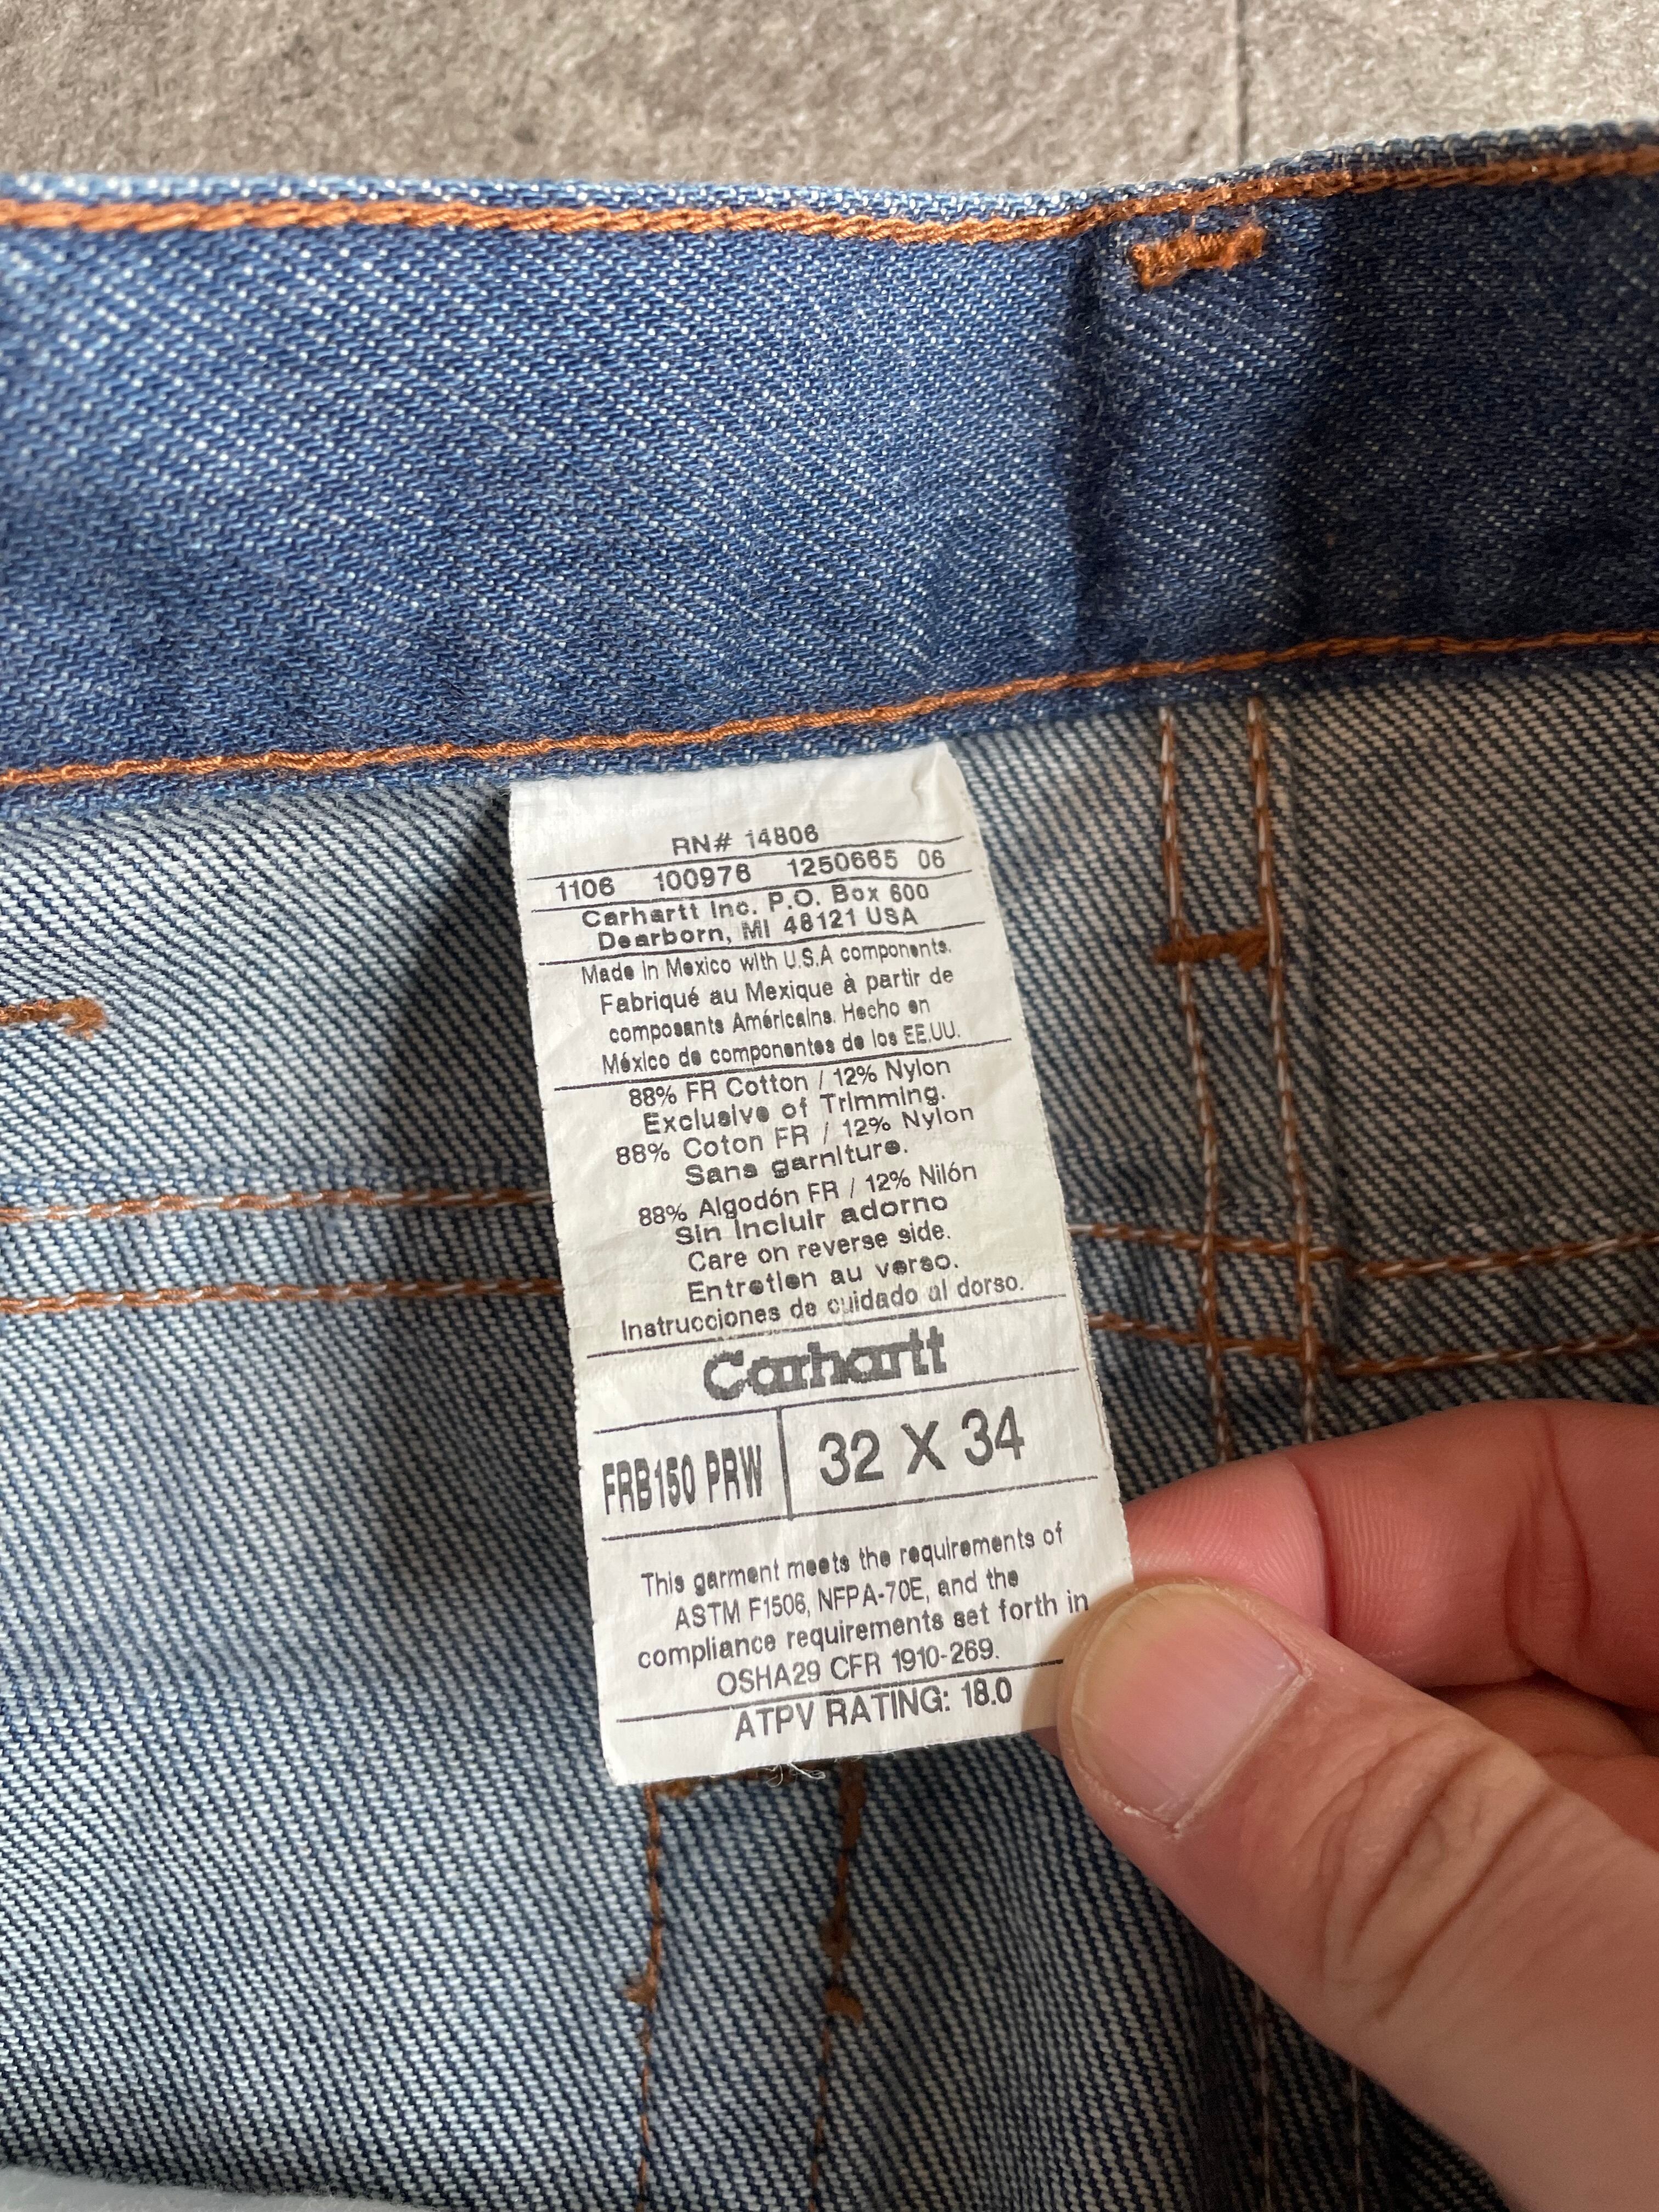 RN# 14806
1106 100976 1250665 06
Carhartt Inc. P.O. Box 600
Dearborn, MI 48121 USA
Made in Mexico with U.S.A components.
Fabriqué au Mexique à partir de
composants Américains. Hecho en
México de componentes de los EE.UU.
88% FR Cotton / 12% Nylon
Exclusive of Trimming.
88% Coton FR / 12% Nylon
Sans garniture.
88% Algodón FR / 12% Nilón
Sin incluir adorno
Care on reverse side.
Entretien au verso.
Instrucciones de cuidado al dorso.
Carhartt
FRB150 PRW 32 X 34
This garment meets the requirements of
ASTM F1506, NFPA-70E, and the
compliance requirements set forth in
OSHA29 CFR 1910-269.
ATPV RATING: 18.0